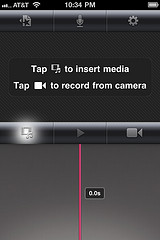 AT&T 10:34 PM
Tap to insert media
Tap to record from camera
0.0s